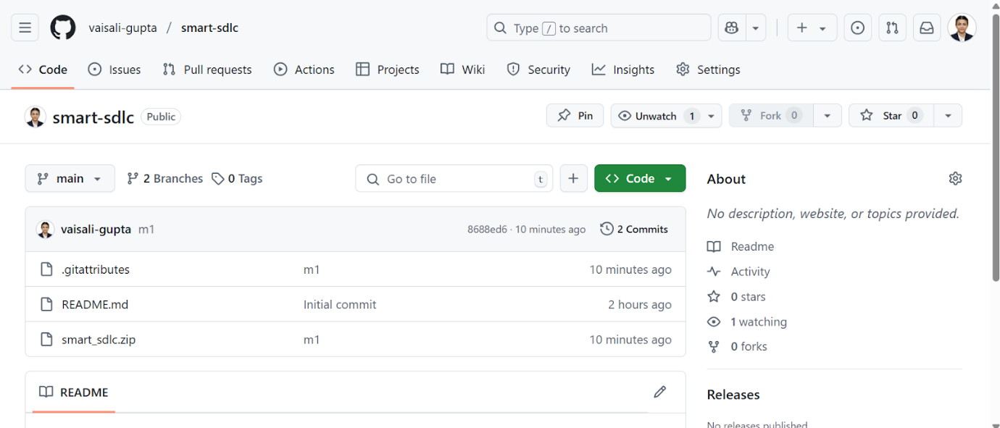 vaisali-gupta / smart-sdlc Type / to search
Code Issues Pull requests Actions Projects Wiki Security Insights Settings
smart-sdlc Public Pin Unwatch 1 Fork 0 Star 0
main 2 Branches 0 Tags Go to file t Code About
No description, website, or topics provided.
vaisali-gupta m1 8688ed6 · 10 minutes ago 2 Commits
Readme
.gitattributes m1 10 minutes ago
Activity
0 stars
README.md Initial commit 2 hours ago
1 watching
smart_sdlc.zip m1 10 minutes ago
0 forks
README
Releases
No releases published